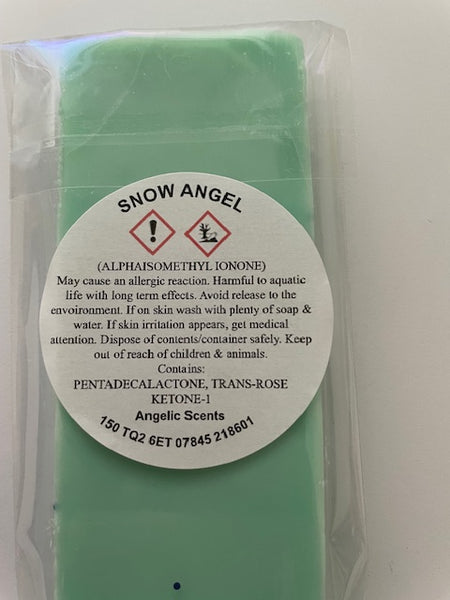 SNOW ANGEL
(ALPHAISOMETHYL IONONE)
May cause an allergic reaction. Harmful to aquatic
life with long term effects. Avoid release to the
envoironment. If on skin wash with plenty of soap &
water. If skin irritation appears, get medical
attention. Dispose of contents/container safely. Keep
out of reach of children & animals.
Contains:
PENTADECALACTONE, TRANS-ROSE
KETONE-1
Angelic Scents
150 TQ2 6ET 07845 218601